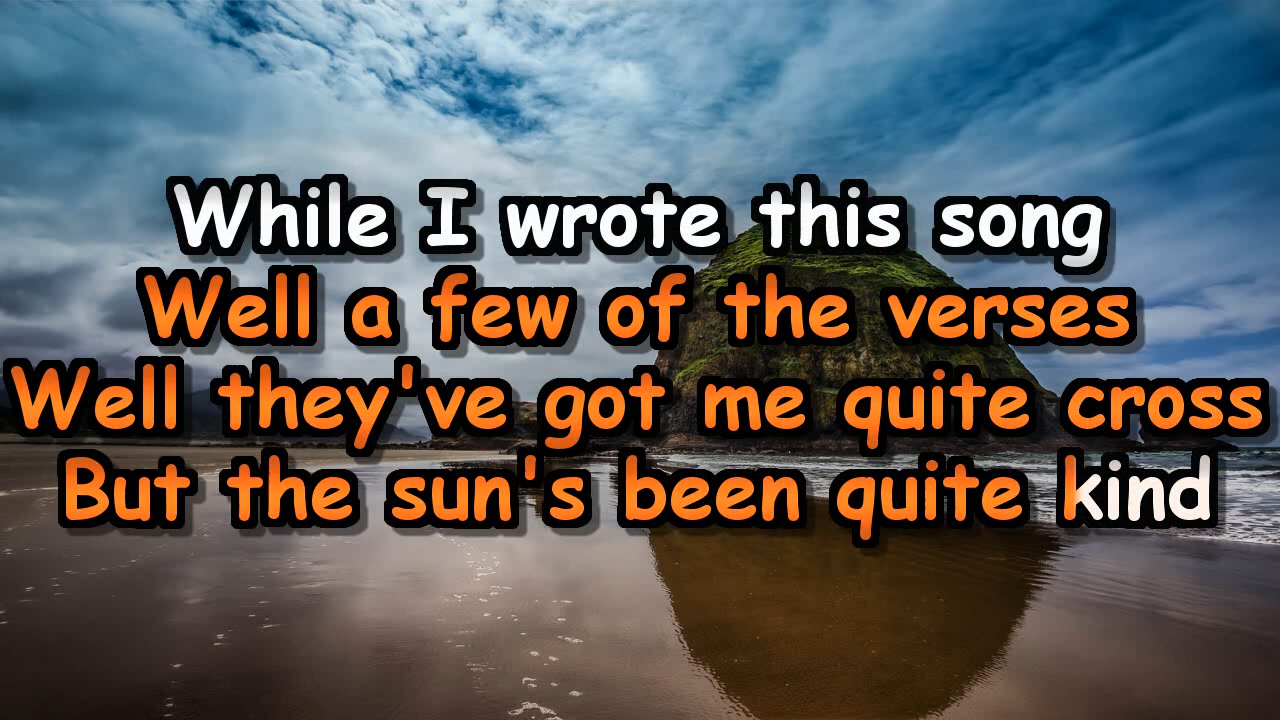 While I wrote this song
Well a few of the verses
Well they've got me quite cross
But the sun's been quite kind